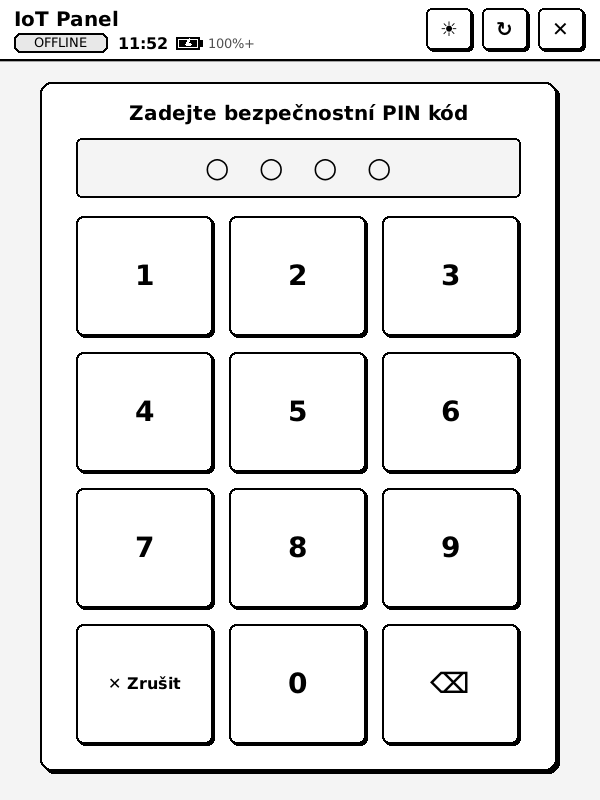 IoT Panel
OFFLINE 11:52 100%+
Zadejte bezpečnostní PIN kód
1 2 3
4 5 6
7 8 9
× Zrušit 0